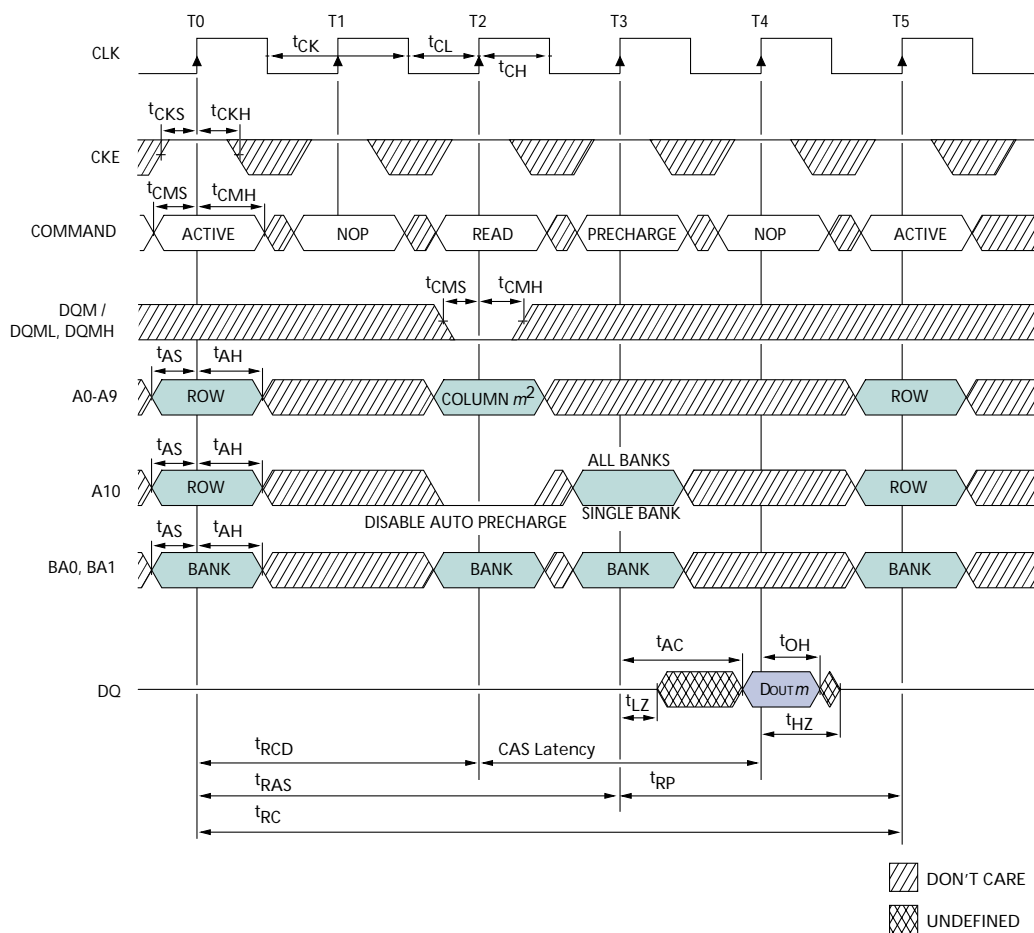 T0 T1 T2 T3 T4 T5
CLK
tCK tCL tCH
tCKS tCKH
CKE
tCMS tCMH
COMMAND ACTIVE NOP READ PRECHARGE NOP ACTIVE
tCMS tCMH
DQM /
DQML, DQMH
tAS tAH
A0-A9 ROW COLUMN m2 ROW
tAS tAH
ALL BANKS
A10 ROW ROW
DISABLE AUTO PRECHARGE SINGLE BANK
tAS tAH
BA0, BA1 BANK BANK BANK BANK
tAC tOH
DQ DOUT m
tLZ tHZ
tRCD CAS Latency
tRAS tRP
tRC
DON'T CARE
UNDEFINED